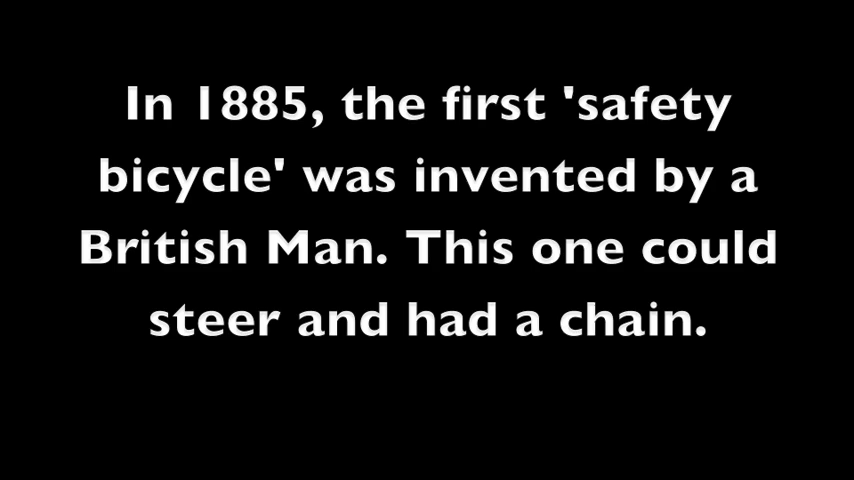 In 1885, the first 'safety
bicycle' was invented by a
British Man. This one could
steer and had a chain.